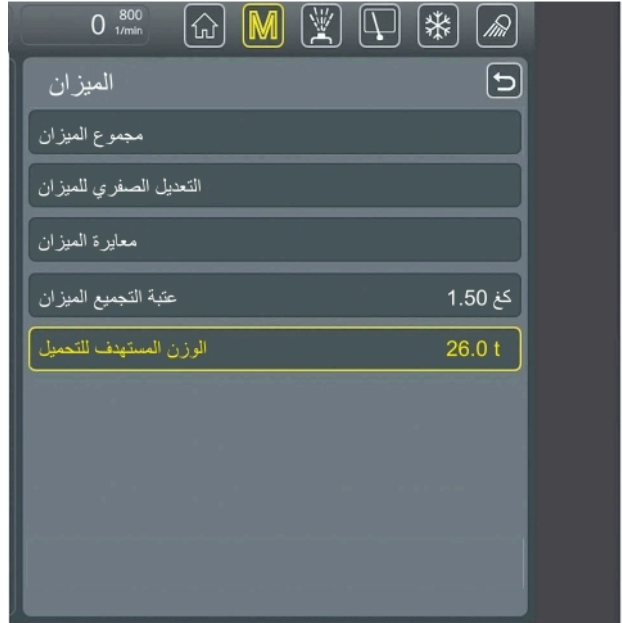 0 800 1/min
M
الميزان
مجموع الميزان
التعديل الصفري للميزان
معايرة الميزان
عتبة التجميع الميزان 1.50 كغ
الوزن المستهدف للتحميل 26.0 t